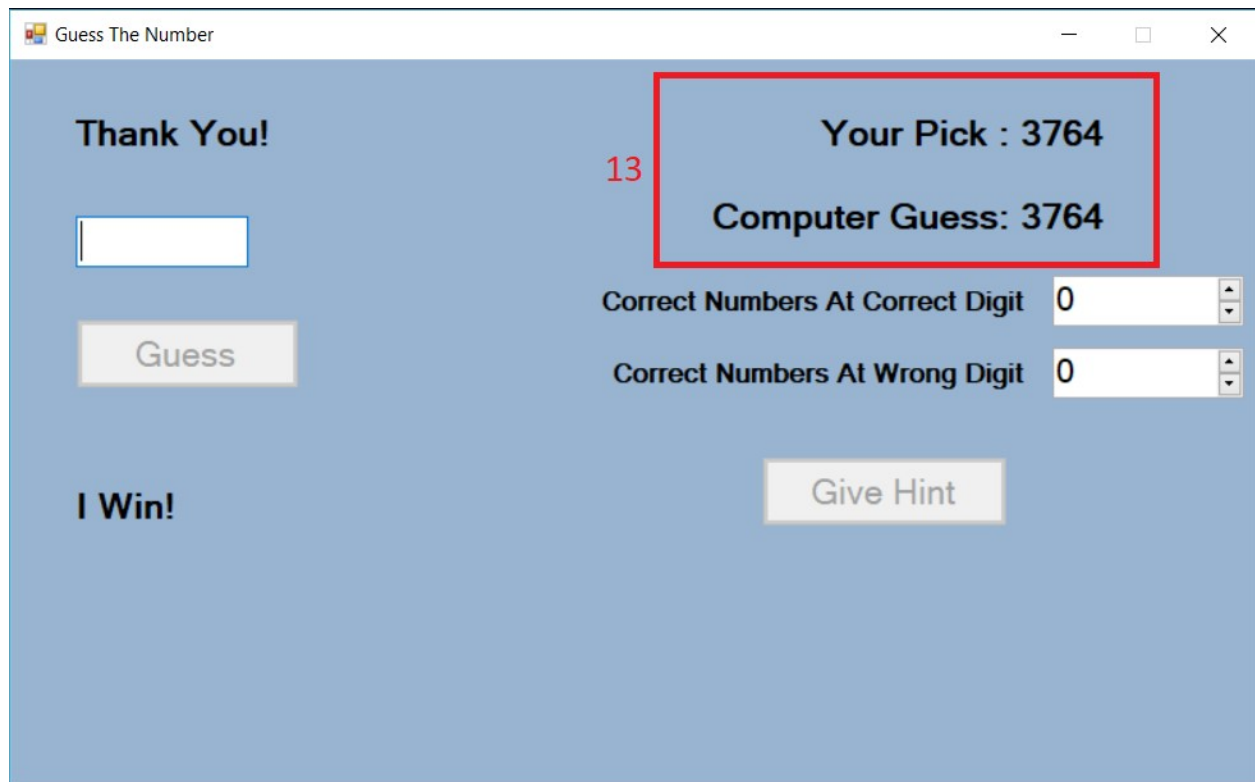 Guess The Number
Thank You!
Your Pick : 3764
13
Computer Guess: 3764
Correct Numbers At Correct Digit 0
Guess
Correct Numbers At Wrong Digit 0
I Win!
Give Hint